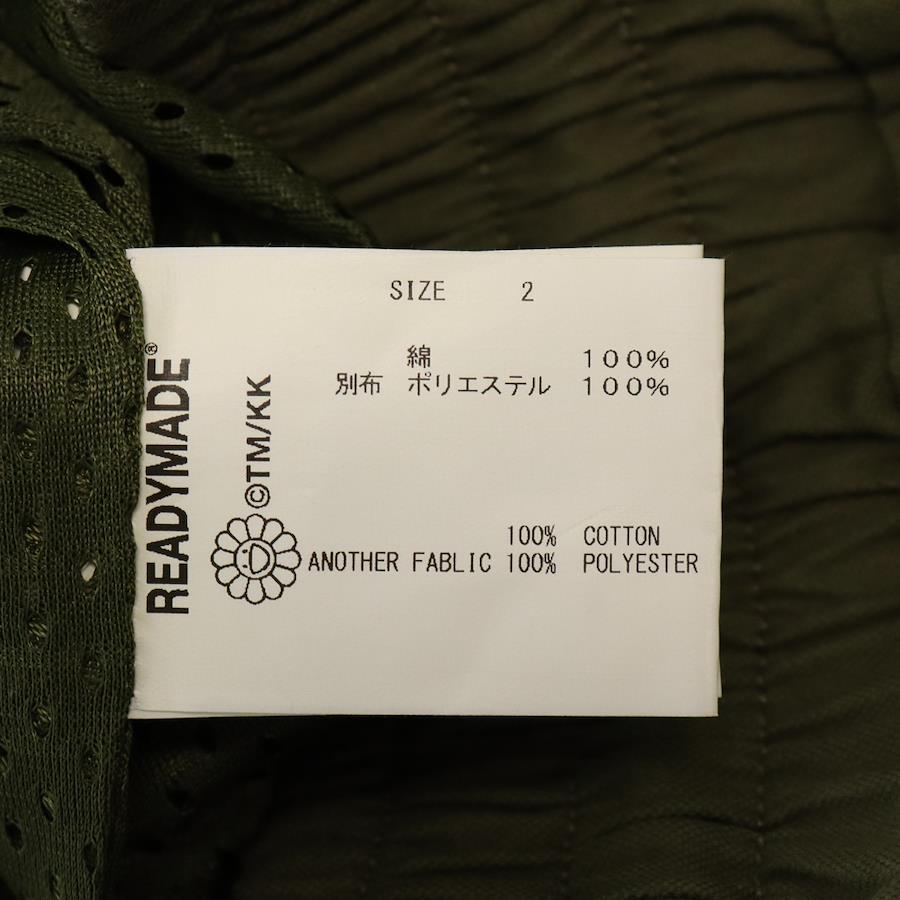 SIZE 2
綿 100%
別布 ポリエステル 100%
100% COTTON
ANOTHER FABLIC 100% POLYESTER
READYMADE®
©TM/KK